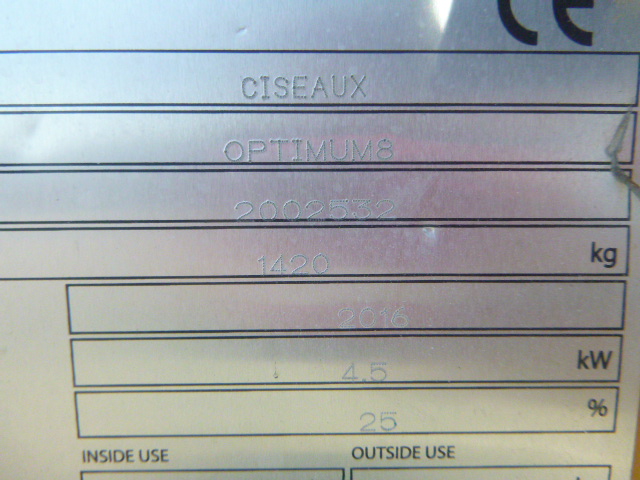 CE
CISEAUX
OPTIMUM8
2002532
1420 kg
2016
4.5 kW
25 %
INSIDE USE OUTSIDE USE